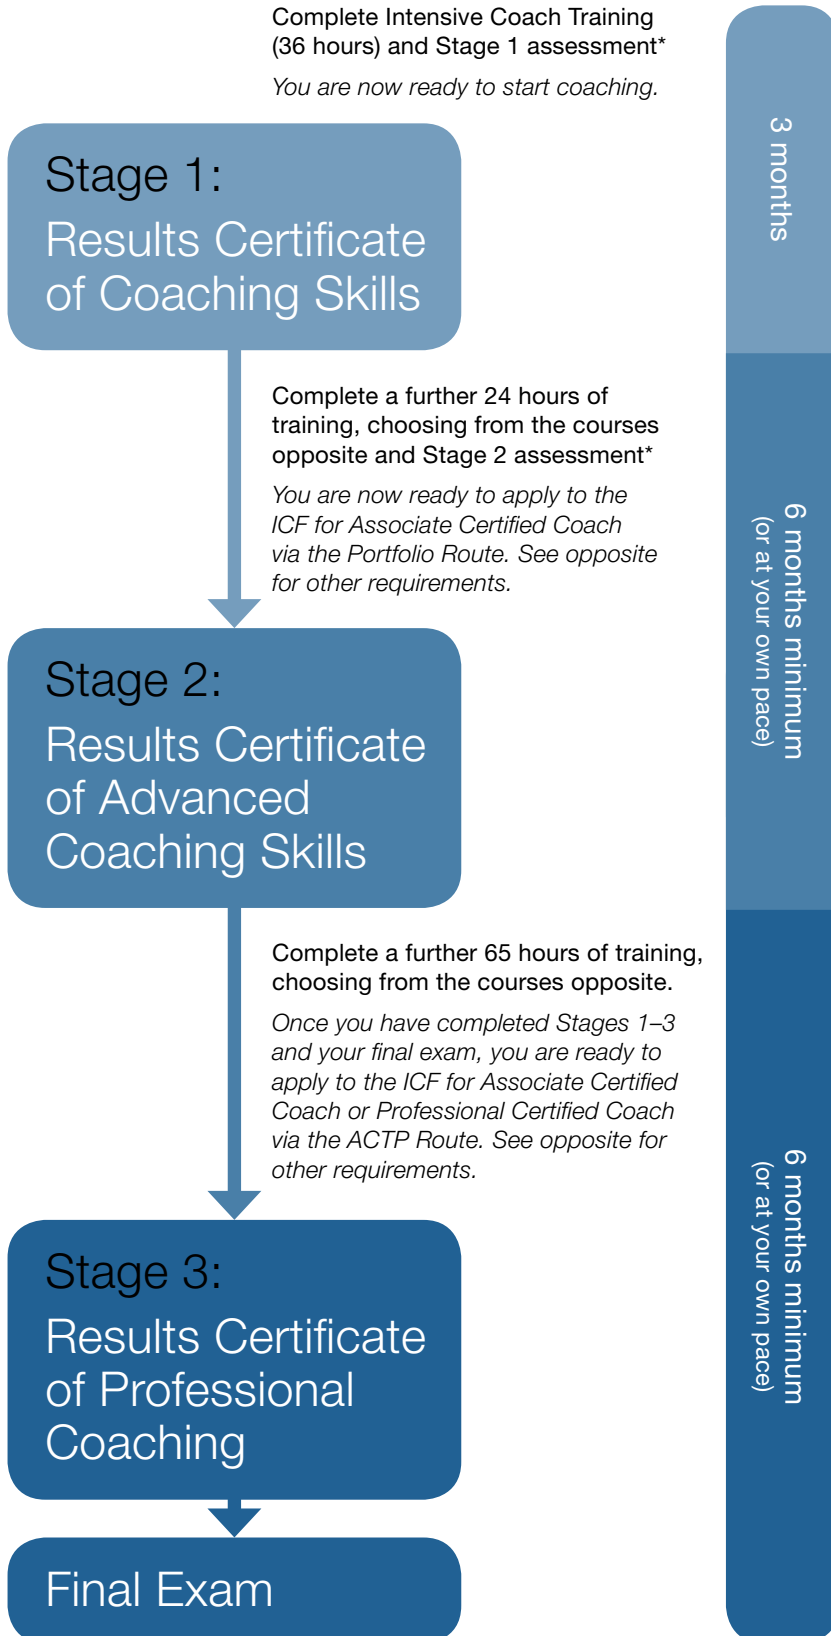 Complete Intensive Coach Training
(36 hours) and Stage 1 assessment*
You are now ready to start coaching.
3 months
Stage 1:
Results Certificate
of Coaching Skills
Complete a further 24 hours of
training, choosing from the courses
opposite and Stage 2 assessment*
You are now ready to apply to the
ICF for Associate Certified Coach
via the Portfolio Route. See opposite
for other requirements.
6 months minimum
(or at your own pace)
Stage 2:
Results Certificate
of Advanced
Coaching Skills
Complete a further 65 hours of training,
choosing from the courses opposite.
Once you have completed Stages 1–3
and your final exam, you are ready to
apply to the ICF for Associate Certified
Coach or Professional Certified Coach
via the ACTP Route. See opposite for
other requirements.
6 months minimum
(or at your own pace)
Stage 3:
Results Certificate
of Professional
Coaching
Final Exam